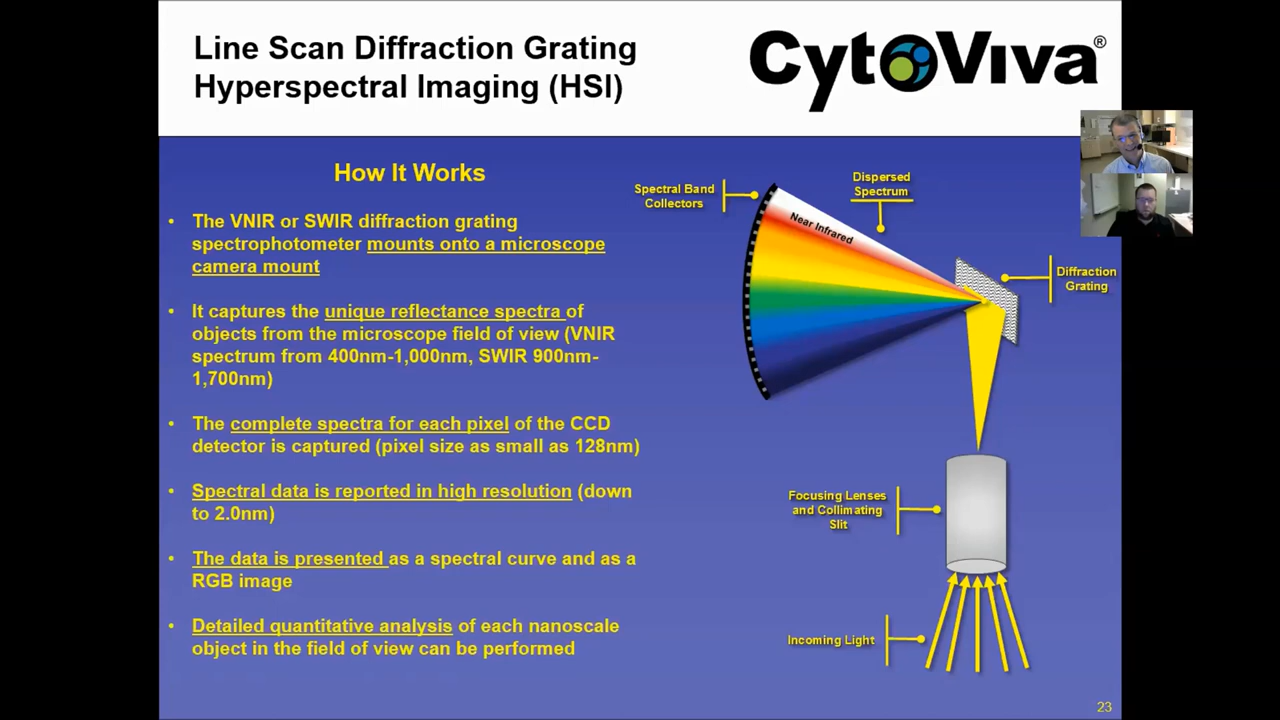 Line Scan Diffraction Grating
Hyperspectral Imaging (HSI)
CytoViva®
How It Works
• The VNIR or SWIR diffraction grating
spectrophotometer mounts onto a microscope
camera mount
• It captures the unique reflectance spectra of
objects from the microscope field of view (VNIR
spectrum from 400nm-1,000nm, SWIR 900nm-
1,700nm)
• The complete spectra for each pixel of the CCD
detector is captured (pixel size as small as 128nm)
• Spectral data is reported in high resolution (down
to 2.0nm)
• The data is presented as a spectral curve and as a
RGB image
• Detailed quantitative analysis of each nanoscale
object in the field of view can be performed
Spectral Band
Collectors
Dispersed
Spectrum
Near Infrared
Diffraction
Grating
Focusing Lenses
and Collimating
Slit
Incoming Light
23